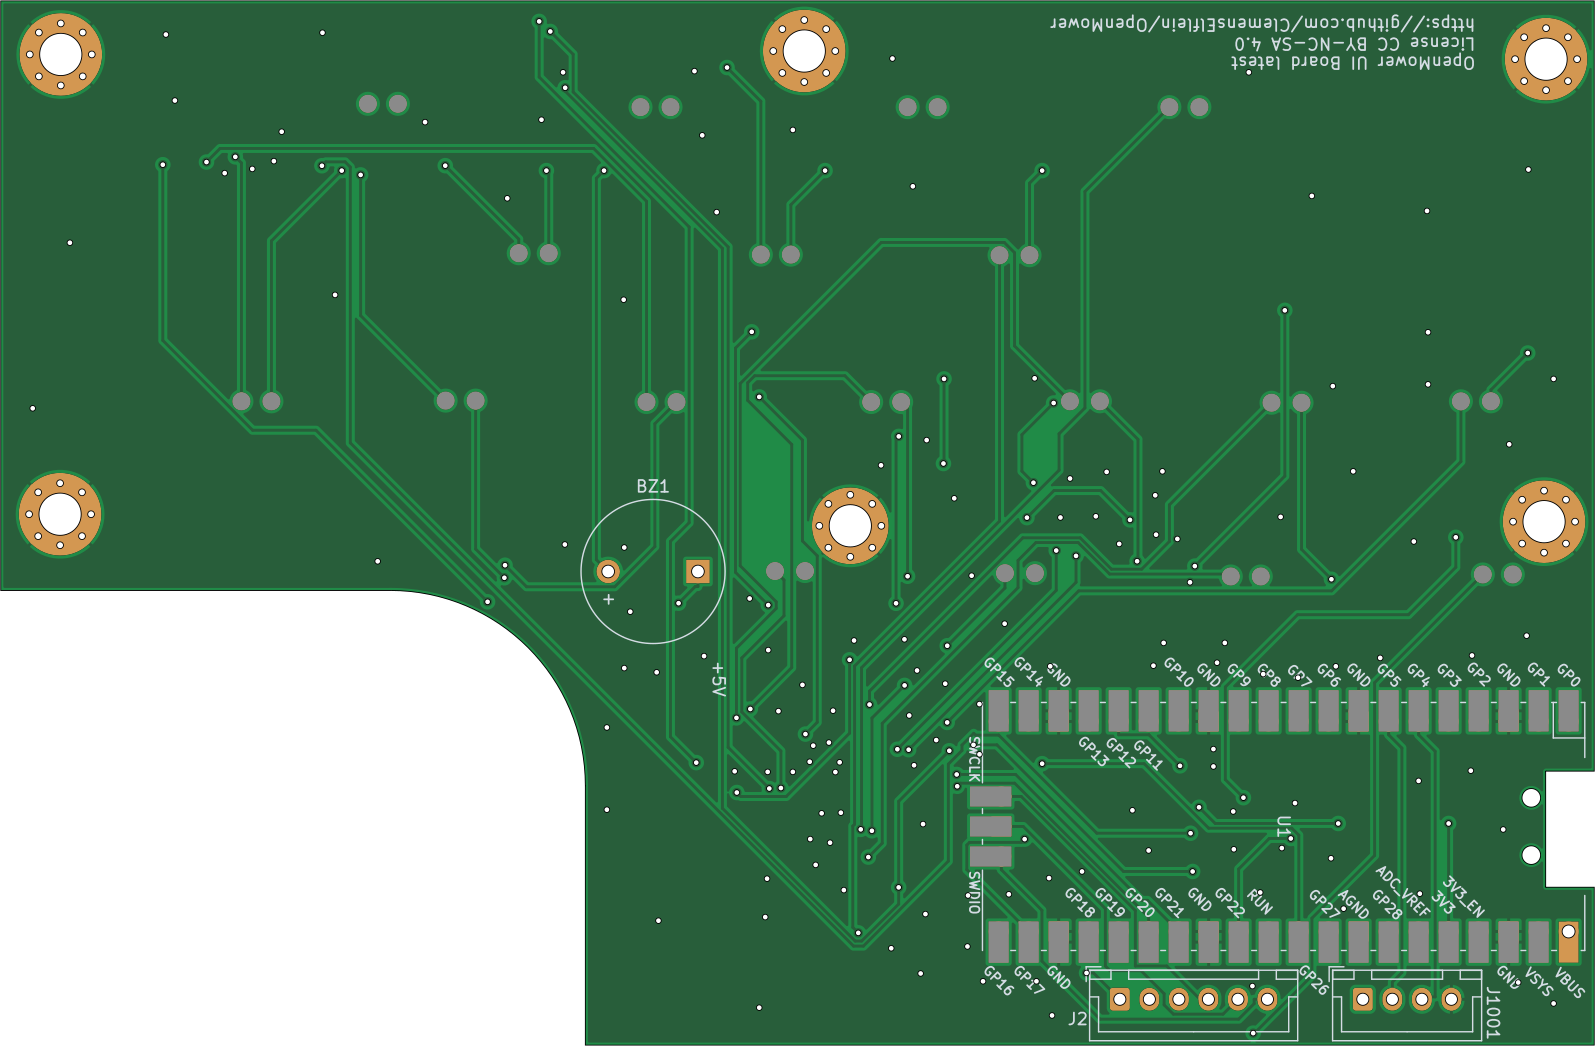 OpenMower UI Board latest
License CC BY-NC-SA 4.0
https://github.com/ClemensElflein/OpenMower
BZ1
+
+5V
GP15
GP14
GND
GP10
GND
GP9
GP8
GP7
GP6
GND
GP5
GP4
GP3
GP2
GND
GP1
GP0
GP13
GP12
GP11
SWCLK
U1
SWDIO
GP18
GP19
GP20
GP21
GND
GP22
RUN
GP27
AGND
GP28
ADC_VREF
3V3
3V3_EN
GP16
GP17
GND
GP26
GND
VSYS
VBUS
J2
J1001